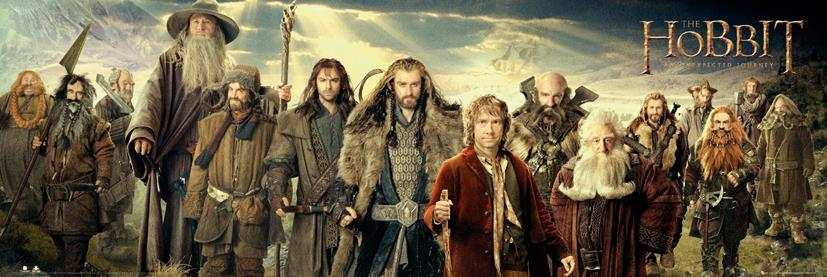 THE
HOBBIT
AN UNEXPECTED JOURNEY